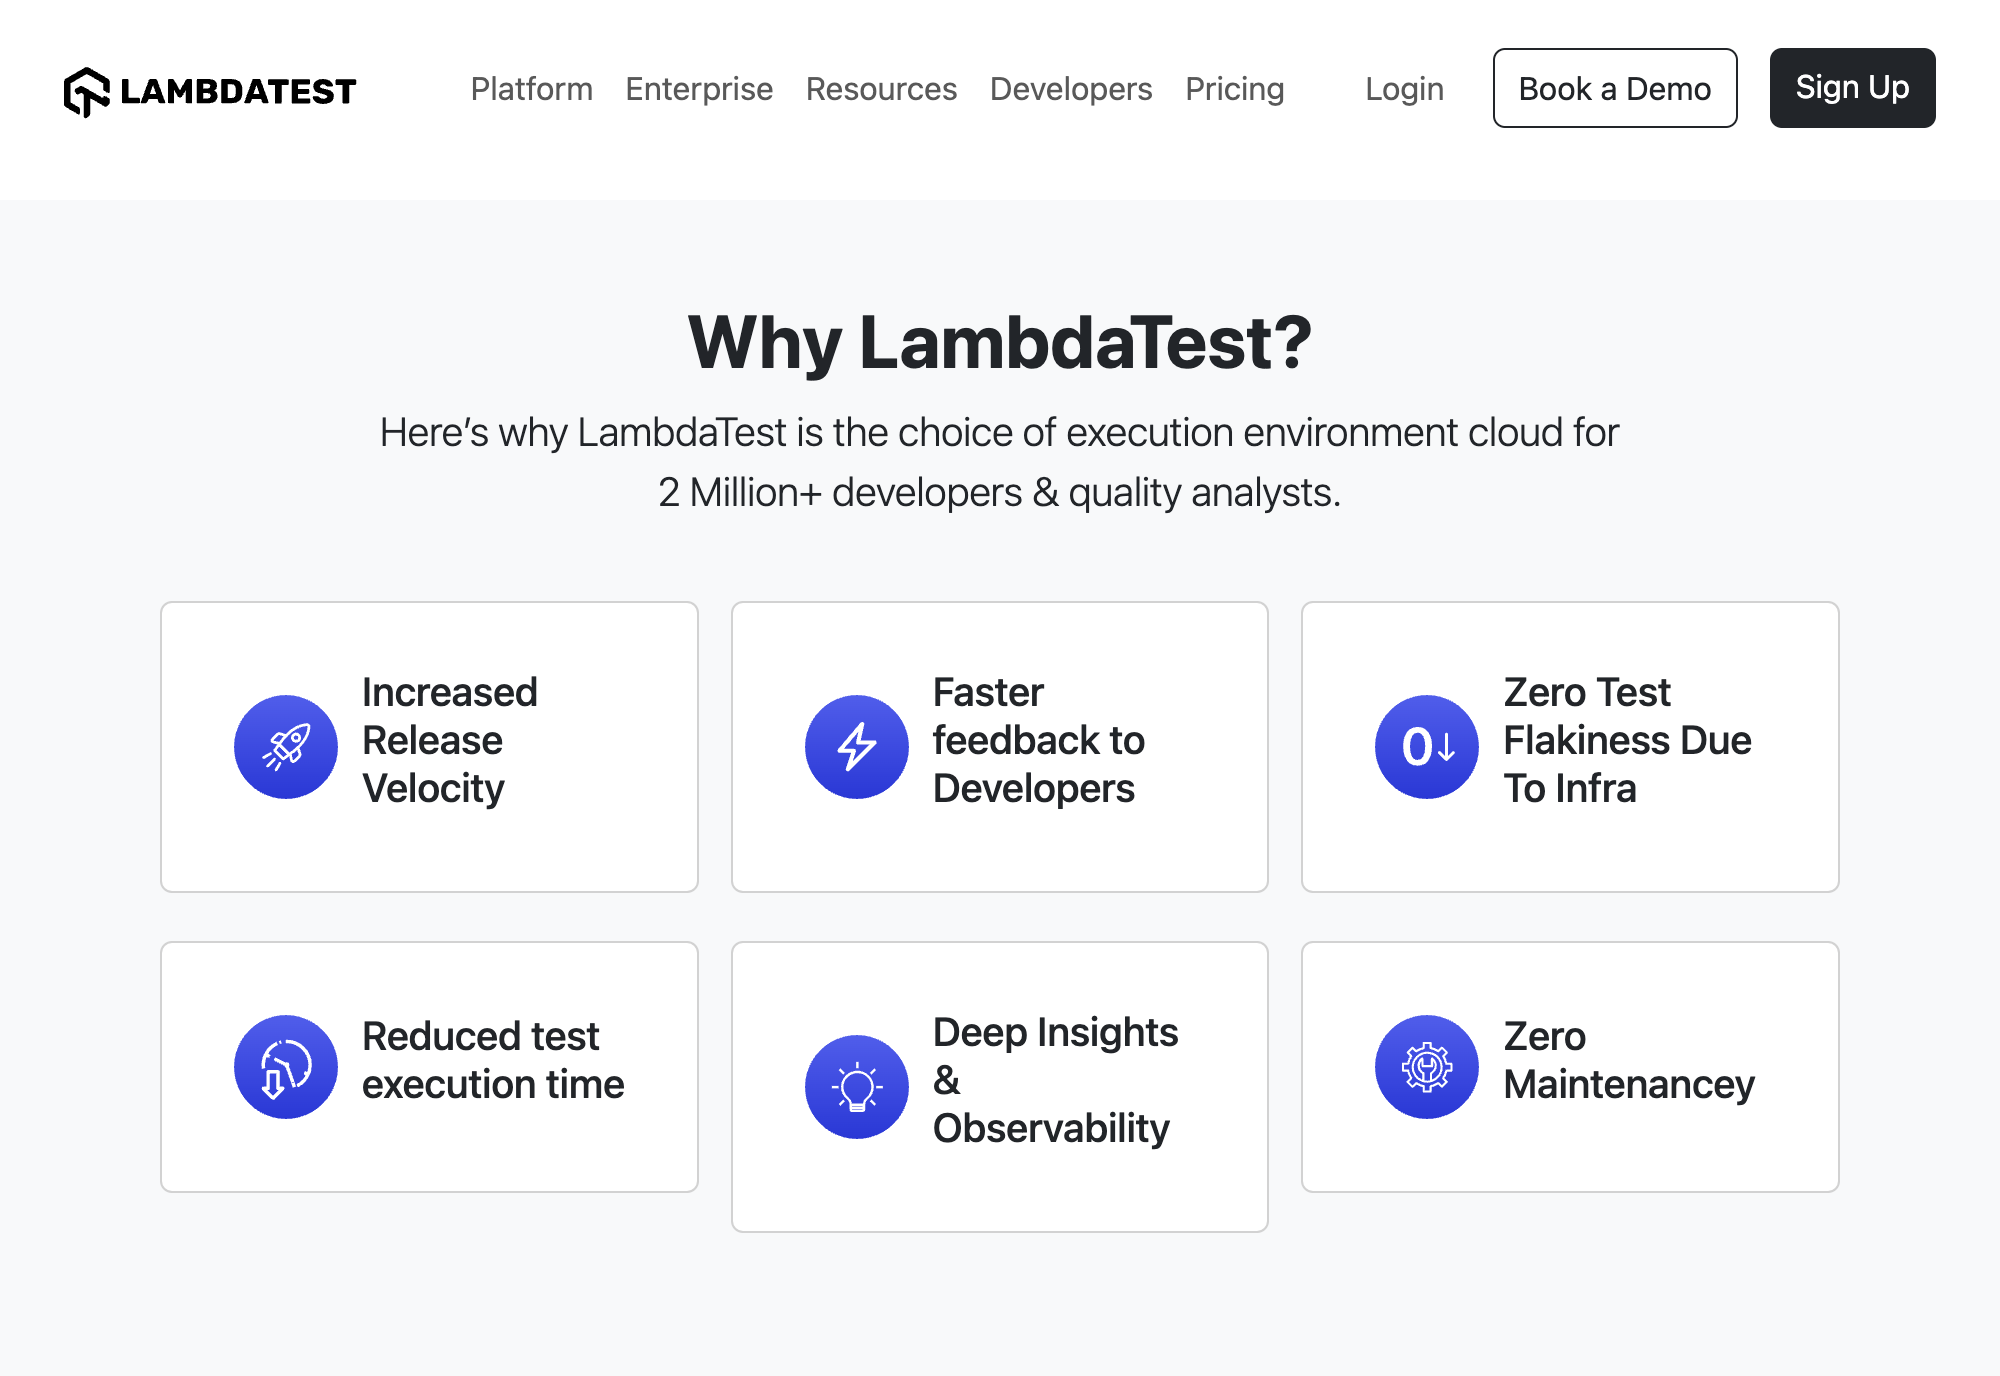 LAMBDATEST
Platform Enterprise Resources Developers Pricing Login Book a Demo Sign Up
Why LambdaTest?
Here’s why LambdaTest is the choice of execution environment cloud for
2 Million+ developers & quality analysts.
Increased
Release
Velocity
Faster
feedback to
Developers
0↓
Zero Test
Flakiness Due
To Infra
Reduced test
execution time
Deep Insights
&
Observability
Zero
Maintenancey